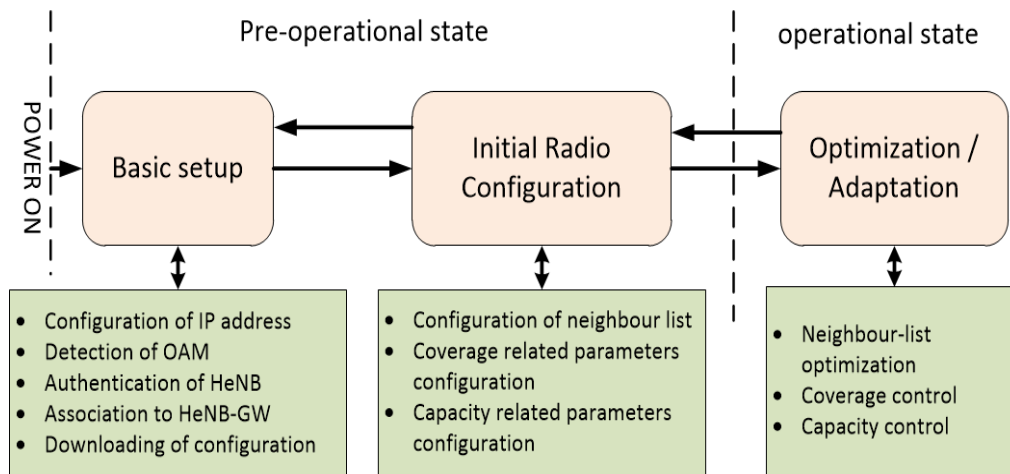 Pre-operational state
operational state
POWER ON
Basic setup
Initial Radio
Configuration
Optimization /
Adaptation
• Configuration of IP address
• Detection of OAM
• Authentication of HeNB
• Association to HeNB-GW
• Downloading of configuration
• Configuration of neighbour list
• Coverage related parameters
configuration
• Capacity related parameters
configuration
• Neighbour-list
optimization
• Coverage control
• Capacity control